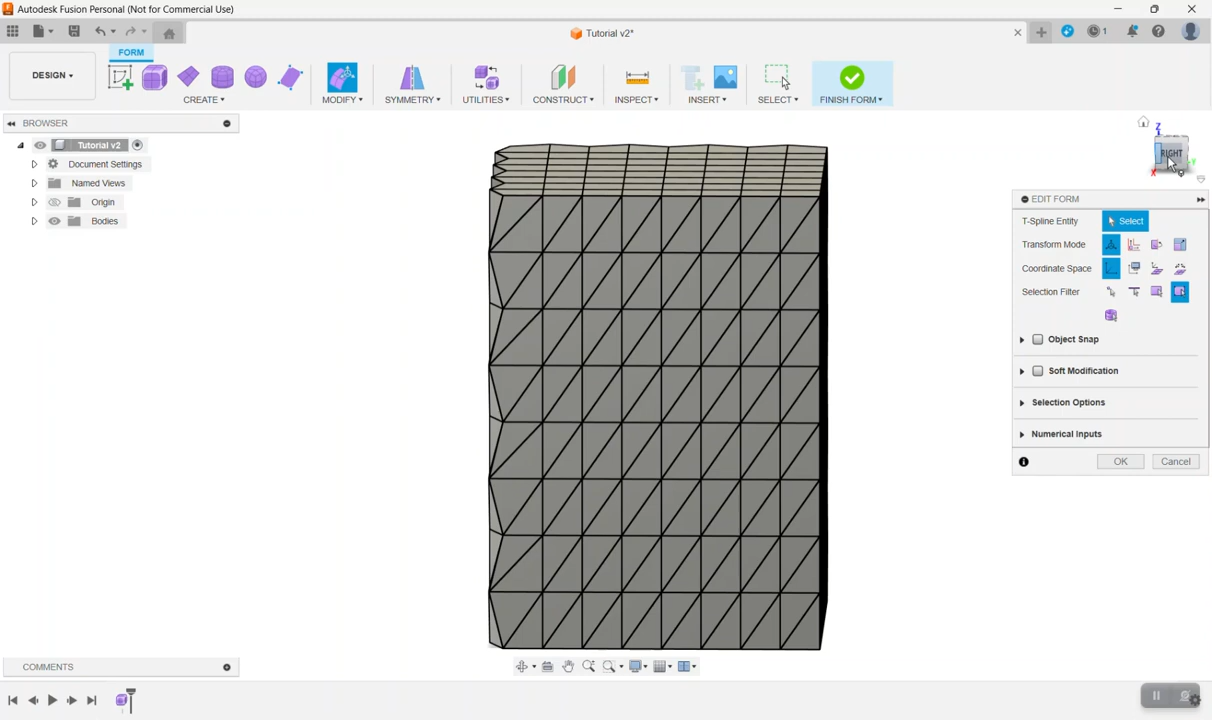 Autodesk Fusion Personal (Not for Commercial Use)
Tutorial v2*
1
FORM
DESIGN
CREATE
MODIFY
SYMMETRY
UTILITIES
CONSTRUCT
INSPECT
INSERT
SELECT
FINISH FORM
BROWSER
Tutorial v2
Document Settings
Named Views
Origin
Bodies
Z
RIGHT
X
Y
EDIT FORM
T-Spline Entity
Select
Transform Mode
Coordinate Space
Selection Filter
Object Snap
Soft Modification
Selection Options
Numerical Inputs
OK
Cancel
COMMENTS